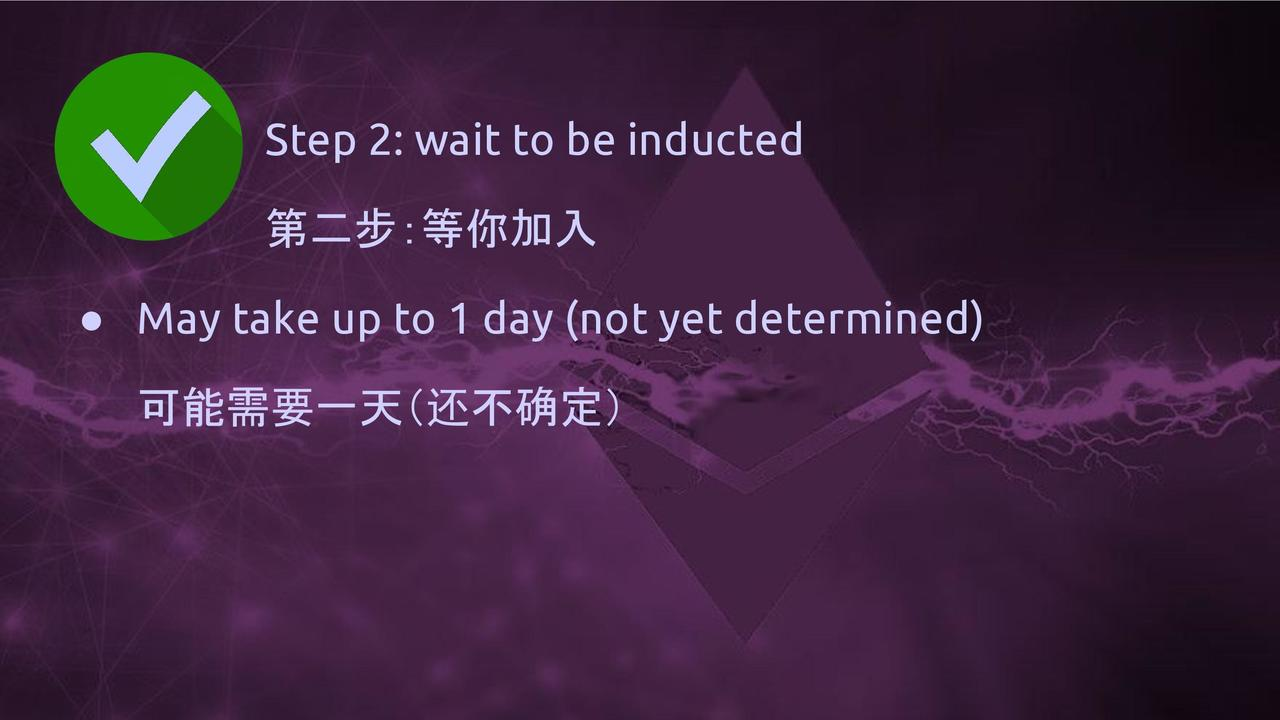 Step 2: wait to be inducted
第二步：等你加入
● May take up to 1 day (not yet determined)
可能需要一天（还不确定）